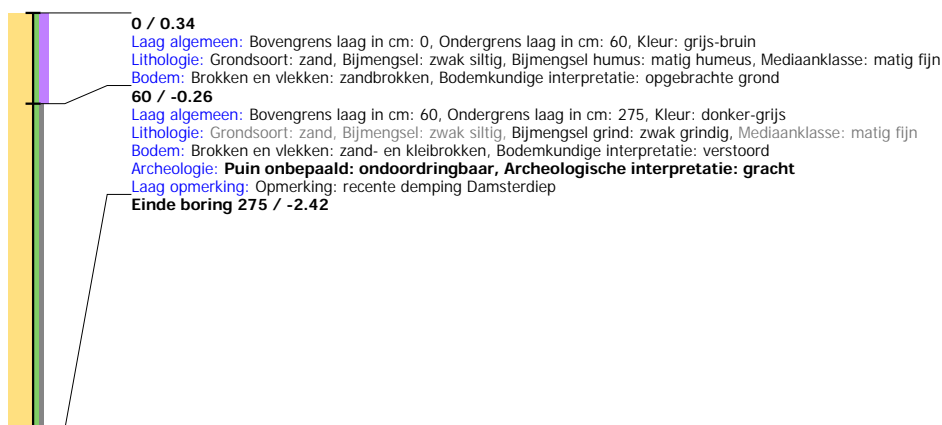 0 / 0.34
Laag algemeen: Bovengrens laag in cm: 0, Ondergrens laag in cm: 60, Kleur: grijs-bruin
Lithologie: Grondsoort: zand, Bijmengsel: zwak siltig, Bijmengsel humus: matig humeus, Mediaanklasse: matig fijn
Bodem: Brokken en vlekken: zandbrokken, Bodemkundige interpretatie: opgebrachte grond
60 / -0.26
Laag algemeen: Bovengrens laag in cm: 60, Ondergrens laag in cm: 275, Kleur: donker-grijs
Lithologie: Grondsoort: zand, Bijmengsel: zwak siltig, Bijmengsel grind: zwak grindig, Mediaanklasse: matig fijn
Bodem: Brokken en vlekken: zand- en kleibrokken, Bodemkundige interpretatie: verstoord
Archeologie: Puin onbepaald: ondoordringbaar, Archeologische interpretatie: gracht
Laag opmerking: Opmerking: recente demping Damsterdiep
Einde boring 275 / -2.42